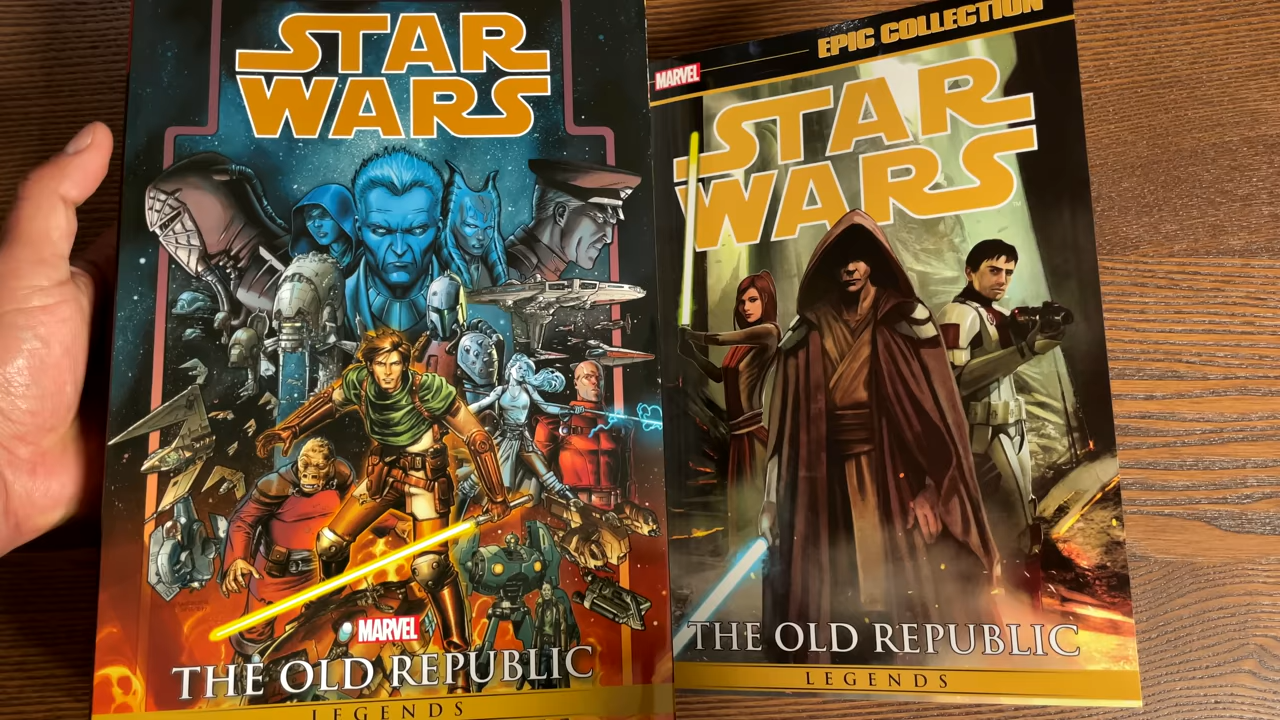 STAR
WARS
MARVEL
THE OLD REPUBLIC
LEGENDS
EPIC COLLECTION
MARVEL
STAR
WARS
THE OLD REPUBLIC
LEGENDS